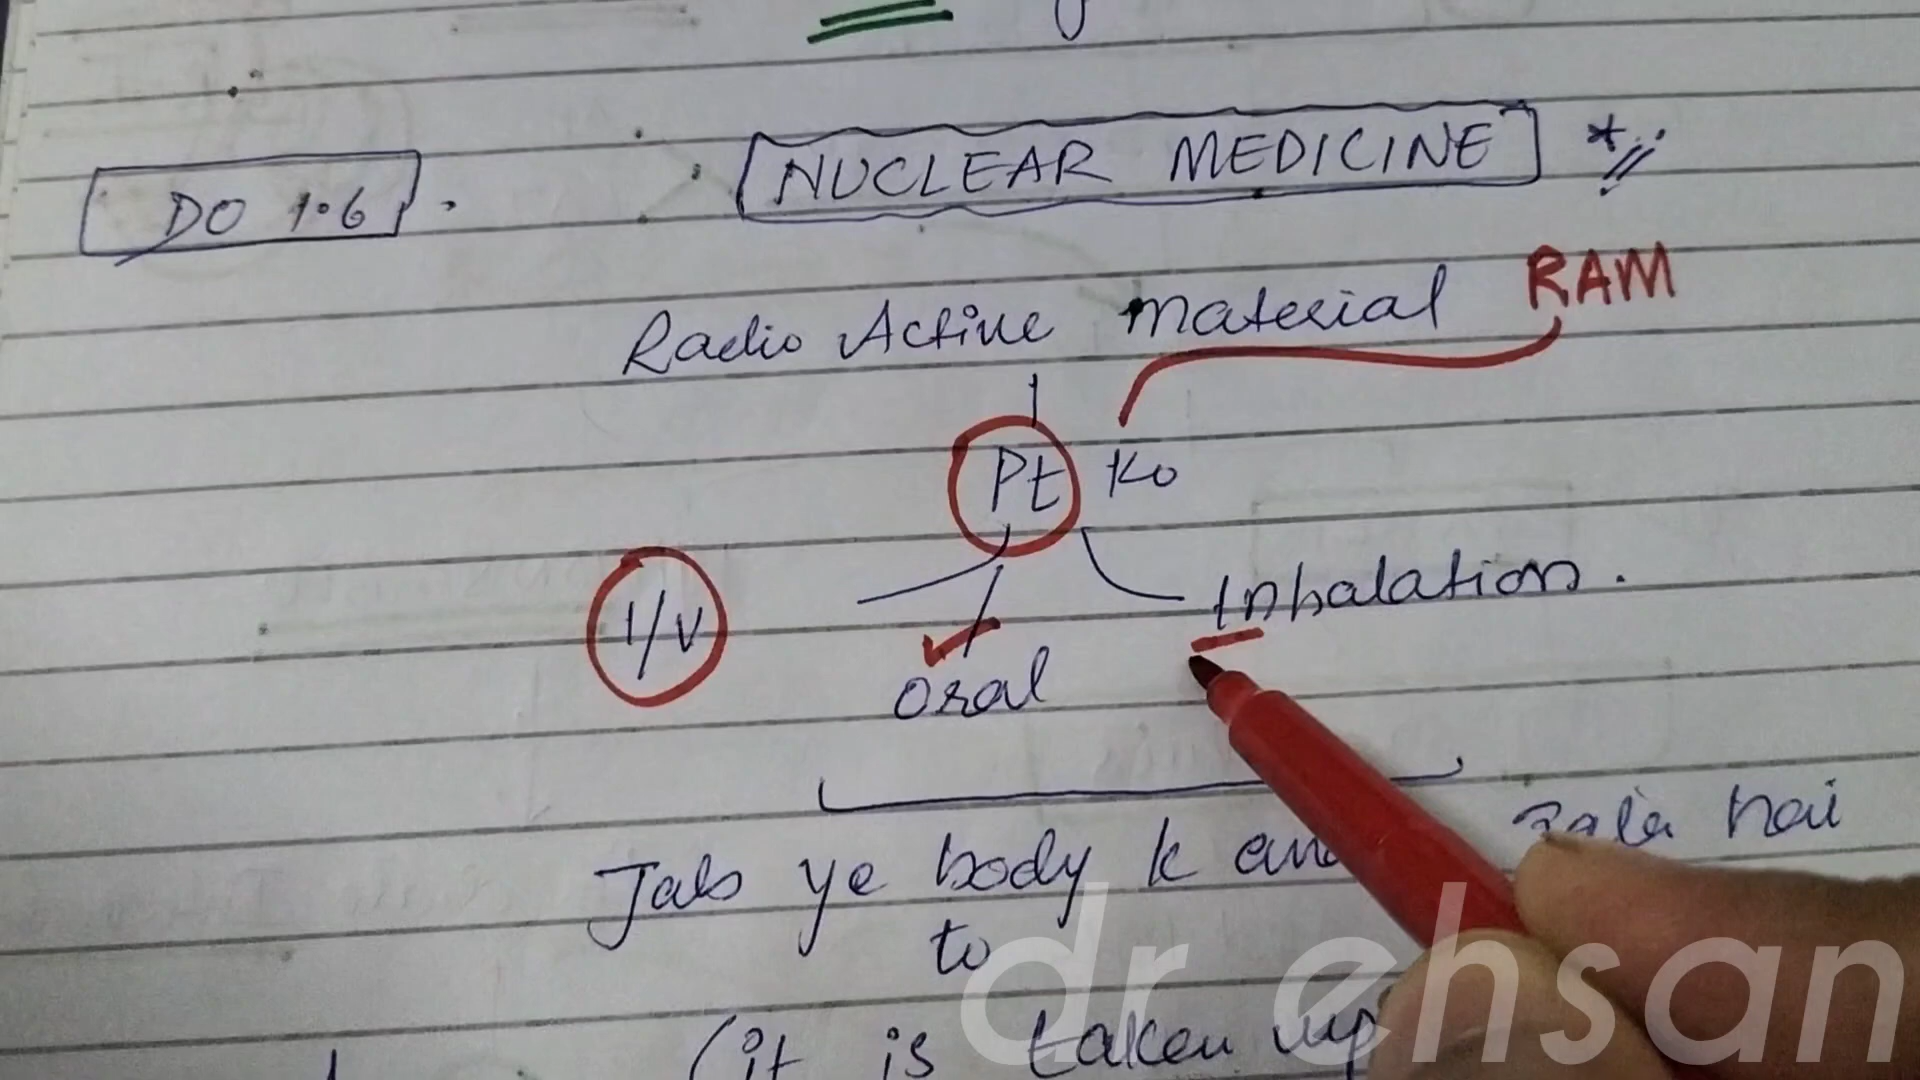 DO 1.6 .
NUCLEAR MEDICINE *
Radio Active Material RAM
Pt Ko
I/V
Inhalation.
Oral
Jab ye body k hai
to
(it is taken up
dr ehsan